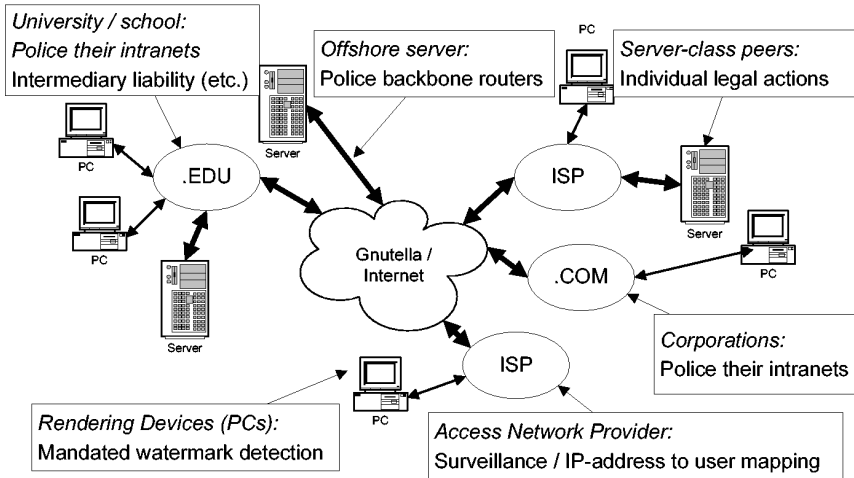 University / school:
Police their intranets
Intermediary liability (etc.)
Offshore server:
Police backbone routers
PC
Server-class peers:
Individual legal actions
Server
PC
.EDU
ISP
PC
Server
Gnutella /
Internet
.COM
PC
Server
ISP
Corporations:
Police their intranets
PC
Rendering Devices (PCs):
Mandated watermark detection
Access Network Provider:
Surveillance / IP-address to user mapping